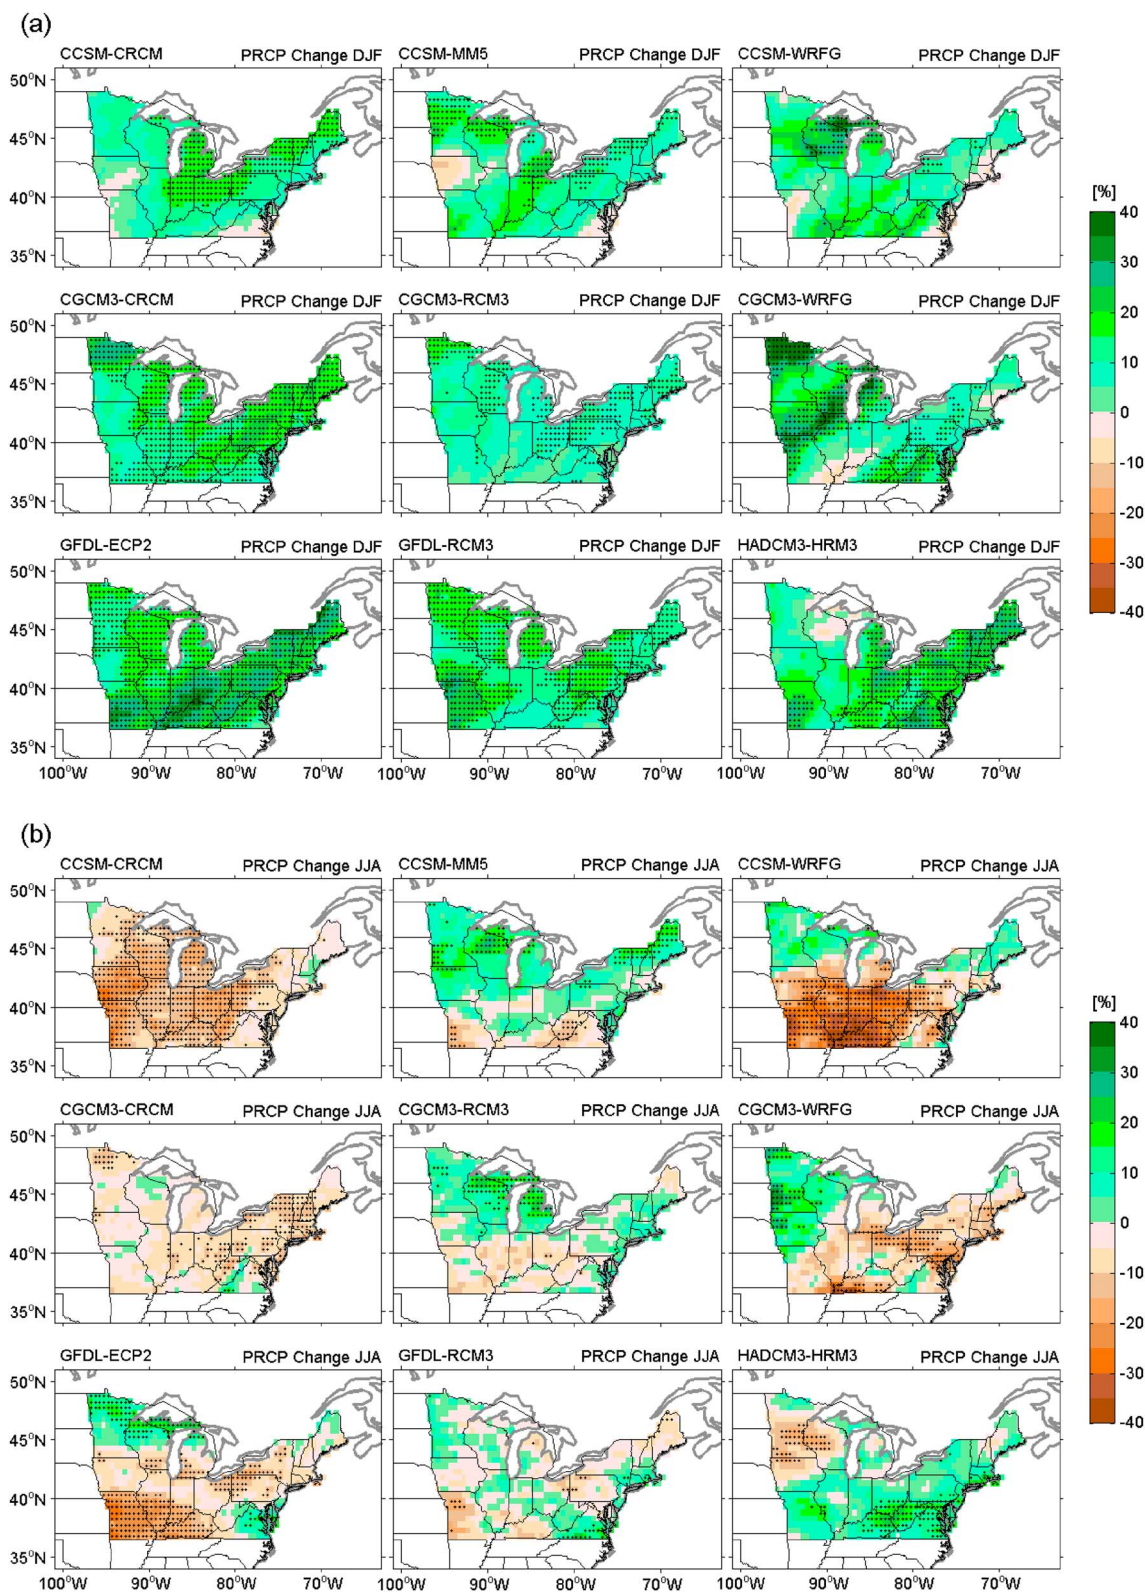 (a)
CCSM-CRCM PRCP Change DJF CCSM-MM5 PRCP Change DJF CCSM-WRFG PRCP Change DJF
50°N
45°N
40°N
35°N
CGCM3-CRCM PRCP Change DJF CGCM3-RCM3 PRCP Change DJF CGCM3-WRFG PRCP Change DJF
50°N
45°N
40°N
35°N
GFDL-ECP2 PRCP Change DJF GFDL-RCM3 PRCP Change DJF HADCM3-HRM3 PRCP Change DJF
50°N
45°N
40°N
35°N
100°W 90°W 80°W 70°W 100°W 90°W 80°W 70°W 100°W 90°W 80°W 70°W
[%]
40
30
20
10
0
-10
-20
-30
-40
(b)
CCSM-CRCM PRCP Change JJA CCSM-MM5 PRCP Change JJA CCSM-WRFG PRCP Change JJA
50°N
45°N
40°N
35°N
CGCM3-CRCM PRCP Change JJA CGCM3-RCM3 PRCP Change JJA CGCM3-WRFG PRCP Change JJA
50°N
45°N
40°N
35°N
GFDL-ECP2 PRCP Change JJA GFDL-RCM3 PRCP Change JJA HADCM3-HRM3 PRCP Change JJA
50°N
45°N
40°N
35°N
100°W 90°W 80°W 70°W 100°W 90°W 80°W 70°W 100°W 90°W 80°W 70°W
[%]
40
30
20
10
0
-10
-20
-30
-40